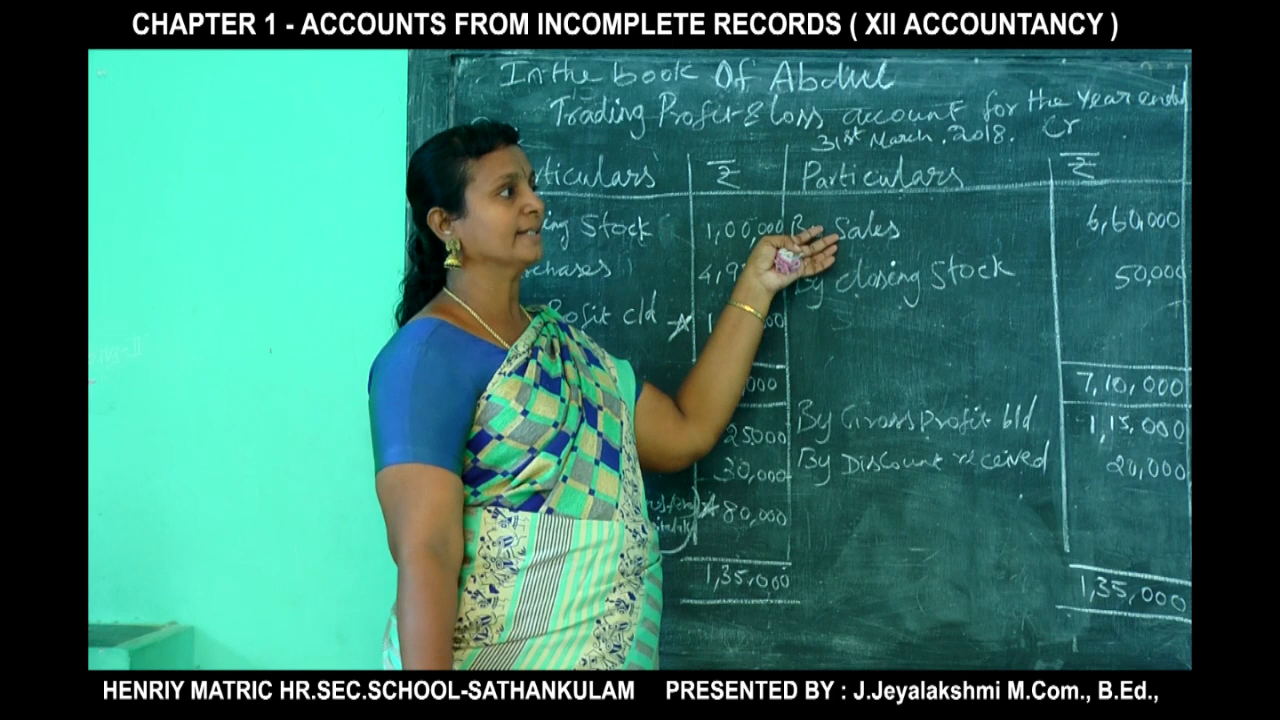 CHAPTER 1 - ACCOUNTS FROM INCOMPLETE RECORDS ( XII ACCOUNTANCY )
In the book Of Abdul
Trading Profit & loss account for the Year ended
31st March, 2018. Cr
₹ Particulars ₹
Stock 1,00,000 By Sales 6,60,000
By closing Stock 50,000
Profit c/d
7,10,000
By Gross Profit b/d 1,15,000
25000
By Discount received 20,000
30,000
80,000
1,35,000 1,35,000
HENRIY MATRIC HR.SEC.SCHOOL-SATHANKULAM PRESENTED BY : J.Jeyalakshmi M.Com., B.Ed.,